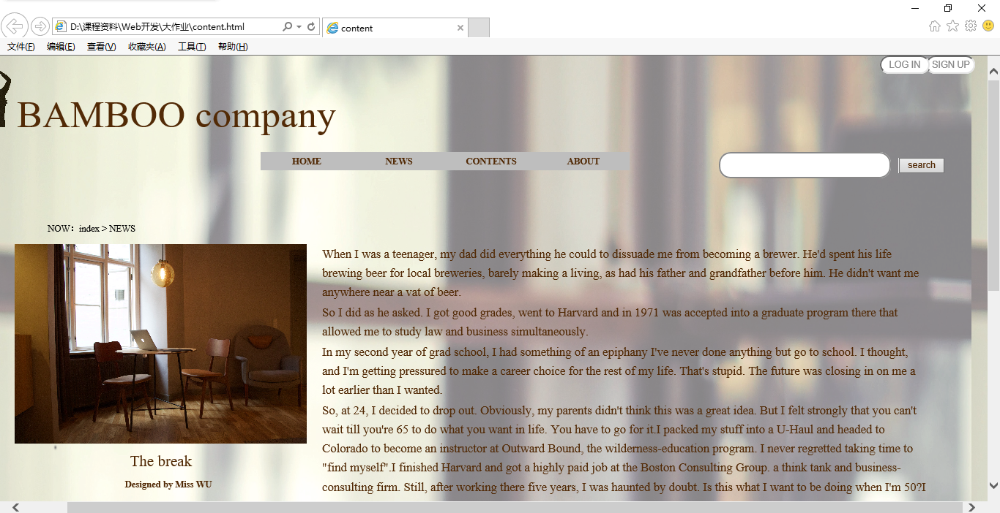 D:\课程资料\Web开发\大作业\content.html
content
文件(F) 编辑(E) 查看(V) 收藏夹(A) 工具(T) 帮助(H)
LOG IN SIGN UP
BAMBOO company
HOME NEWS CONTENTS ABOUT
search
NOW：index > NEWS
When I was a teenager, my dad did everything he could to dissuade me from becoming a brewer. He'd spent his life
brewing beer for local breweries, barely making a living, as had his father and grandfather before him. He didn't want me
anywhere near a vat of beer.
So I did as he asked. I got good grades, went to Harvard and in 1971 was accepted into a graduate program there that
allowed me to study law and business simultaneously.
In my second year of grad school, I had something of an epiphany I've never done anything but go to school. I thought,
and I'm getting pressured to make a career choice for the rest of my life. That's stupid. The future was closing in on me a
lot earlier than I wanted.
So, at 24, I decided to drop out. Obviously, my parents didn't think this was a great idea. But I felt strongly that you can't
wait till you're 65 to do what you want in life. You have to go for it.I packed my stuff into a U-Haul and headed to
Colorado to become an instructor at Outward Bound, the wilderness-education program. I never regretted taking time to
"find myself".I finished Harvard and got a highly paid job at the Boston Consulting Group. a think tank and business-
consulting firm. Still, after working there five years, I was haunted by doubt. Is this what I want to be doing when I'm 50?I
The break
Designed by Miss WU